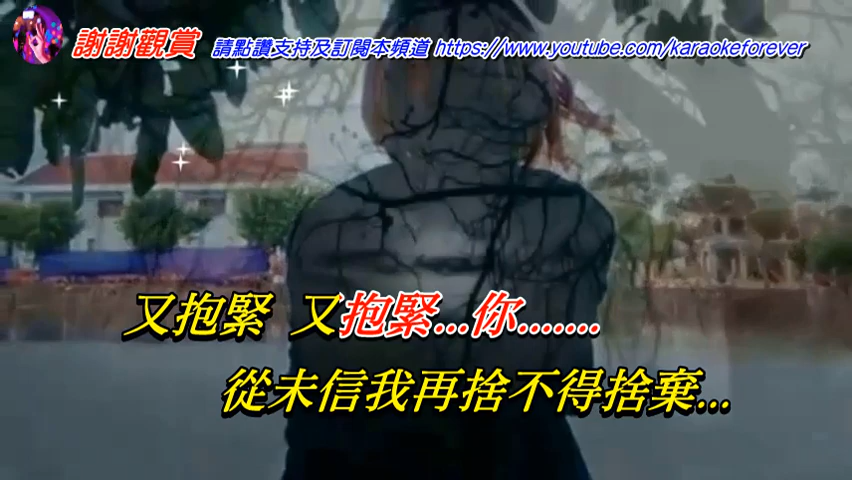 謝謝觀賞 請點讚支持及訂閱本頻道 https://www.youtube.com/karaokeforever
又抱緊 又抱緊...你.......
從未信我再捨不得捨棄...